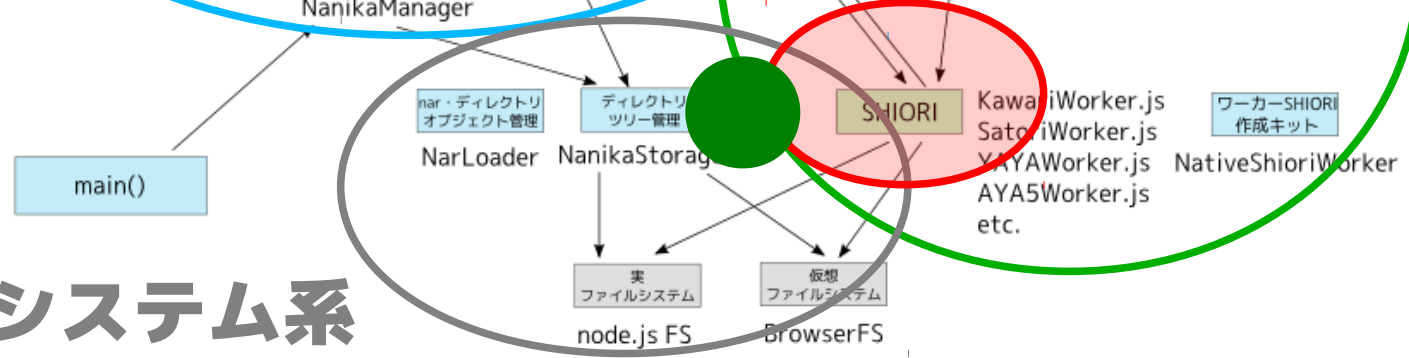 NanikaManager
nar・ディレクトリ
オブジェクト管理
NarLoader
ディレクトリ
ツリー管理
NanikaStorag
SHIORI
KawariWorker.js
SatoriWorker.js
YAYAWorker.js
AYA5Worker.js
etc.
ワーカーSHIORI
作成キット
NativeShioriWorker
main()
実
ファイルシステム
node.js FS
仮想
ファイルシステム
BrowserFS
システム系